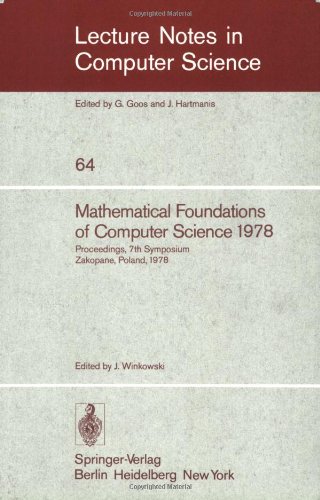 Lecture Notes in
Computer Science
Edited by G. Goos and J. Hartmanis
64
Mathematical Foundations
of Computer Science 1978
Proceedings, 7th Symposium
Zakopane, Poland, 1978
Edited by J. Winkowski
Springer-Verlag
Berlin Heidelberg New York